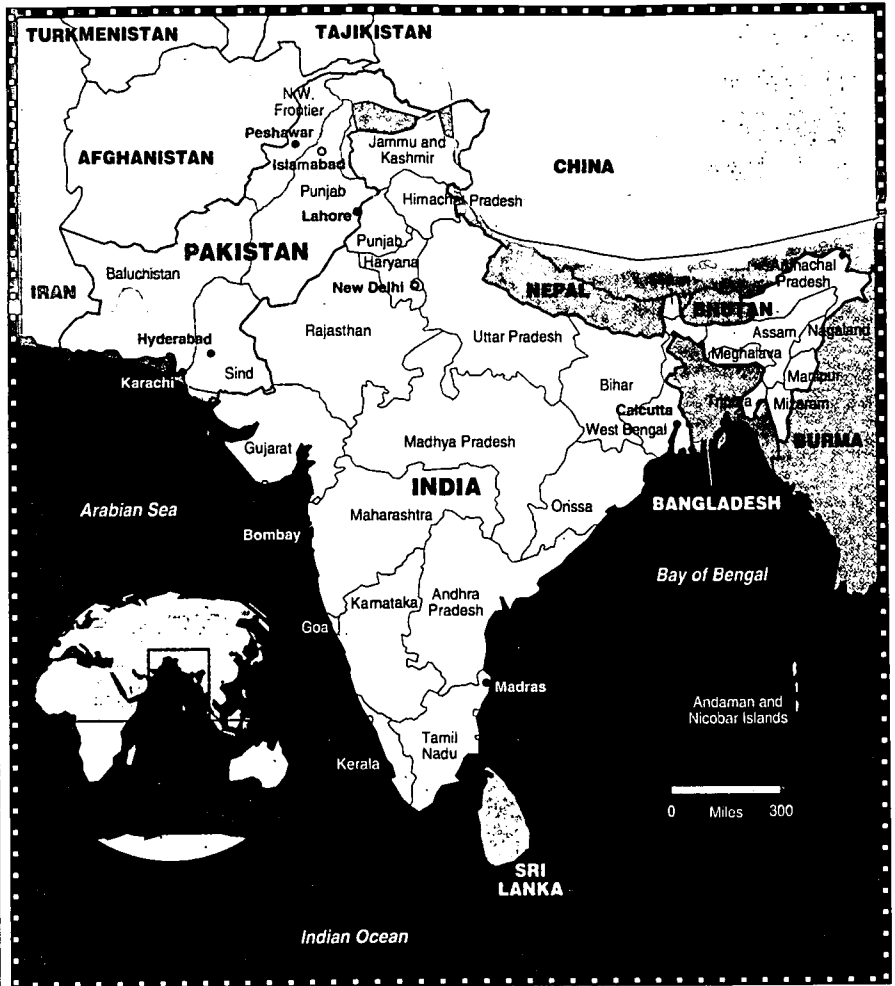 TURKMENISTAN
TAJIKISTAN
N.W.
Frontier
Peshawar
Islamabad
Jammu and
Kashmir
AFGHANISTAN
CHINA
Punjab
Himachal Pradesh
Lahore
Punjab
PAKISTAN
Haryana
Baluchistan
Arunachal
Pradesh
IRAN
New Delhi
NEPAL
BHUTAN
Rajasthan
Uttar Pradesh
Assam
Nagaland
Hyderabad
Meghalaya
Sind
Karachi
Bihar
Manipur
Calcutta
Tripura
Mizoram
West Bengal
Gujarat
Madhya Pradesh
BURMA
INDIA
BANGLADESH
Arabian Sea
Maharashtra
Orissa
Bombay
Bay of Bengal
Karnataka
Andhra
Pradesh
Goa
Madras
Andaman and
Nicobar Islands
Tamil
Nadu
Kerala
0 Miles 300
SRI
LANKA
Indian Ocean